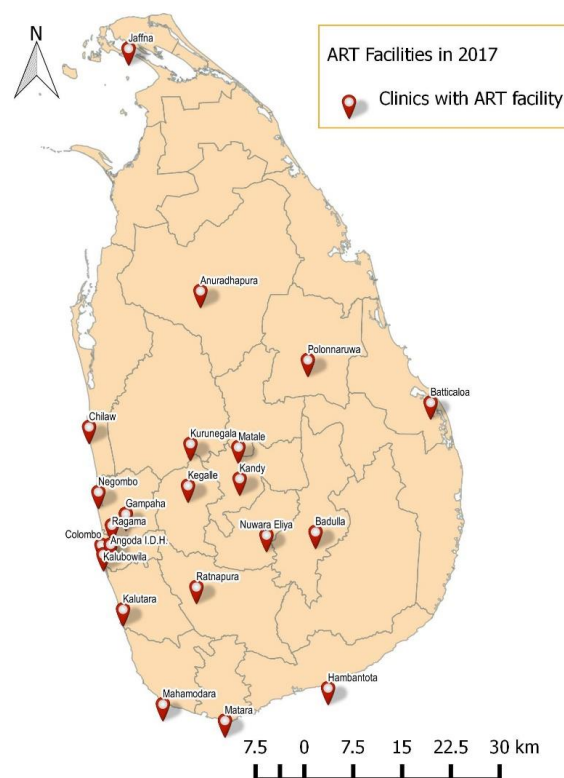 Jaffna
N
ART Facilities in 2017
Clinics with ART facility
Anuradhapura
Polonnaruwa
Batticaloa
Chilaw
Kurunegala
Matale
Kegalle
Kandy
Negombo
Gampaha
Ragama
Colombo
Angoda I.D.H.
Kalubowila
Nuwara Eliya
Badulla
Ratnapura
Kalutara
Hambantota
Mahamodara
Matara
7.5 0 7.5 15 22.5 30 km